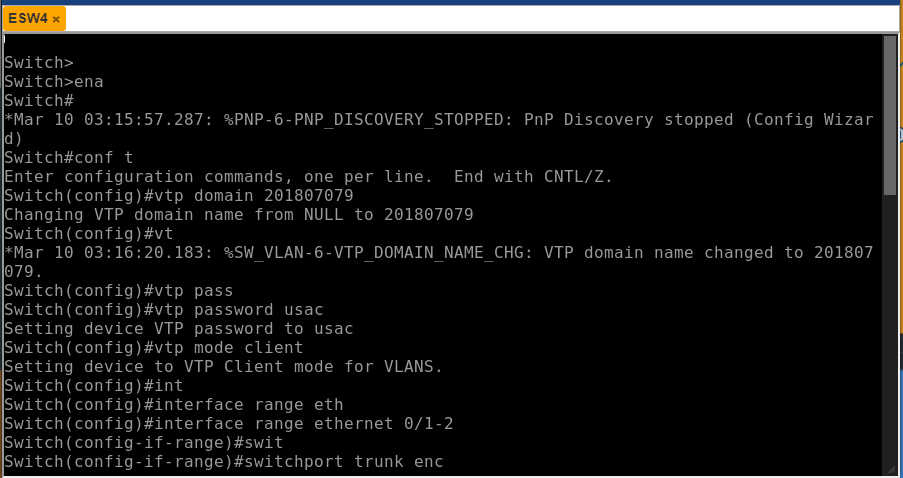 ESW4 ×
Switch>
Switch>ena
Switch#
*Mar 10 03:15:57.287: %PNP-6-PNP_DISCOVERY_STOPPED: PnP Discovery stopped (Config Wizar
d)
Switch#conf t
Enter configuration commands, one per line.  End with CNTL/Z.
Switch(config)#vtp domain 201807079
Changing VTP domain name from NULL to 201807079
Switch(config)#vt
*Mar 10 03:16:20.183: %SW_VLAN-6-VTP_DOMAIN_NAME_CHG: VTP domain name changed to 201807
079.
Switch(config)#vtp pass
Switch(config)#vtp password usac
Setting device VTP password to usac
Switch(config)#vtp mode client
Setting device to VTP Client mode for VLANS.
Switch(config)#int
Switch(config)#interface range eth
Switch(config)#interface range ethernet 0/1-2
Switch(config-if-range)#swit
Switch(config-if-range)#switchport trunk enc